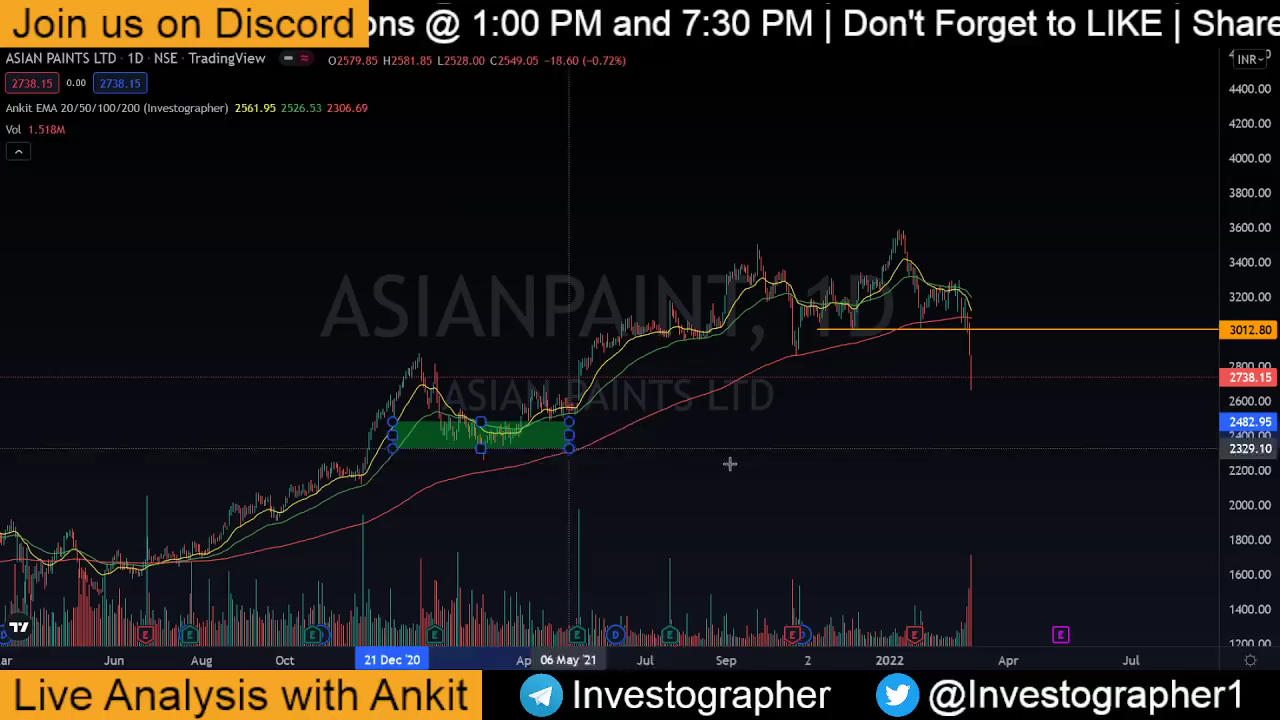 Join us on Discord
ons @ 1:00 PM and 7:30 PM | Don't Forget to LIKE | Share
ASIAN PAINTS LTD · 1D · NSE · TradingView
O2579.85 H2581.85 L2528.00 C2549.05 −18.60 (−0.72%)
INR
2738.15 0.00 2738.15
Ankit EMA 20/50/100/200 (Investographer) 2561.95 2526.53 2306.69
Vol 1.518M
4400.00
4200.00
4000.00
3800.00
3600.00
3400.00
3200.00
3012.80
2800.00
2738.15
2600.00
2482.95
2400.00
2329.10
2200.00
2000.00
1800.00
1600.00
1400.00
1200.00
ASIANPAINT, 1D
ASIAN PAINTS LTD
E E E E E D E E E E
ar Jun Aug Oct 21 Dec '20 Ap 06 May '21 Jul Sep 2 2022 Apr Jul
Live Analysis with Ankit
Investographer
@Investographer1